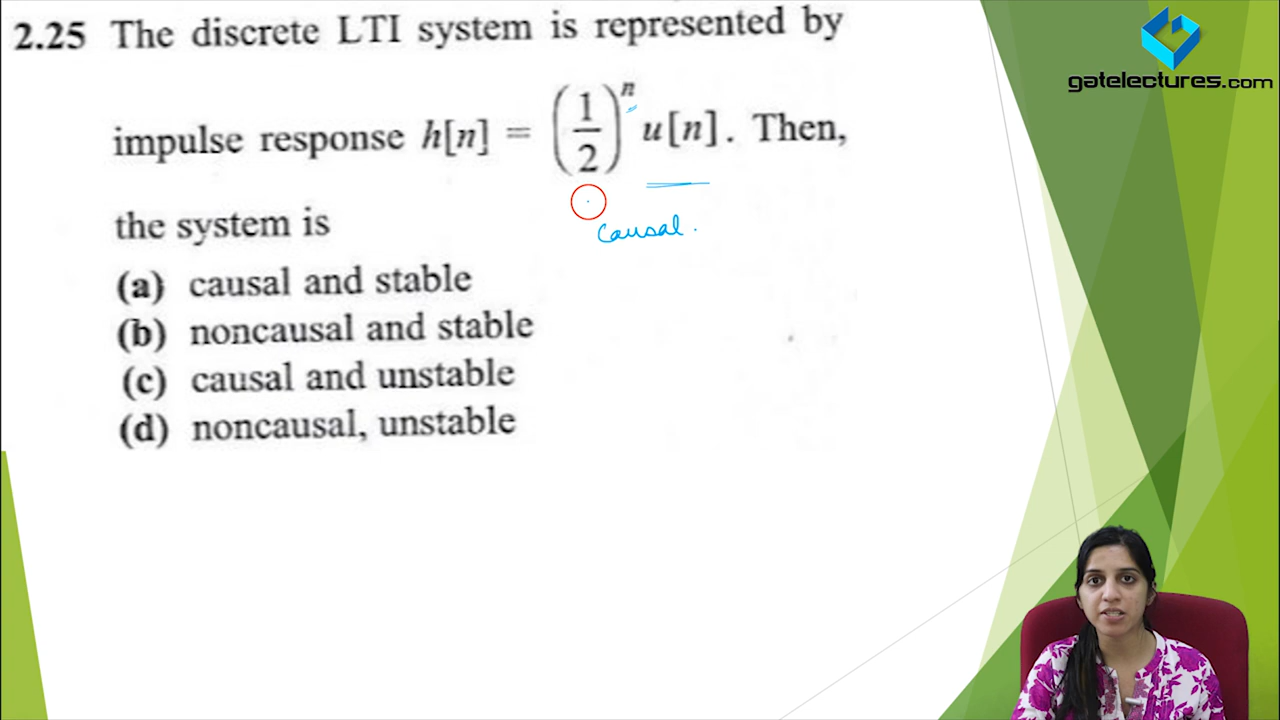 gatelectures.com
2.25 The discrete LTI system is represented by
impulse response h[n] = (1/2)^n u[n]. Then,
causal.
the system is
(a) causal and stable
(b) noncausal and stable
(c) causal and unstable
(d) noncausal, unstable